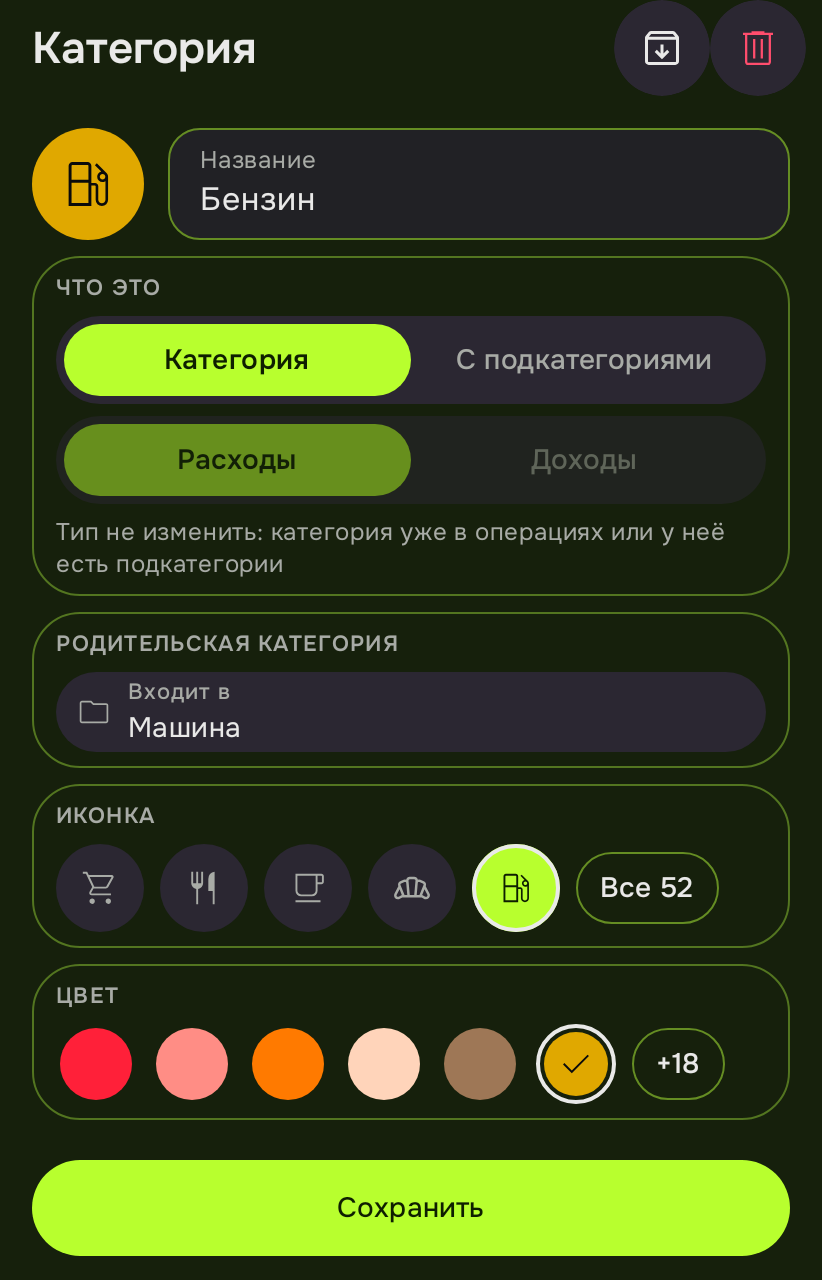 Категория
Название
Бензин
ЧТО ЭТО
Категория
С подкатегориями
Расходы
Доходы
Тип не изменить: категория уже в операциях или у неё
есть подкатегории
РОДИТЕЛЬСКАЯ КАТЕГОРИЯ
Входит в
Машина
ИКОНКА
Все 52
ЦВЕТ
+18
Сохранить